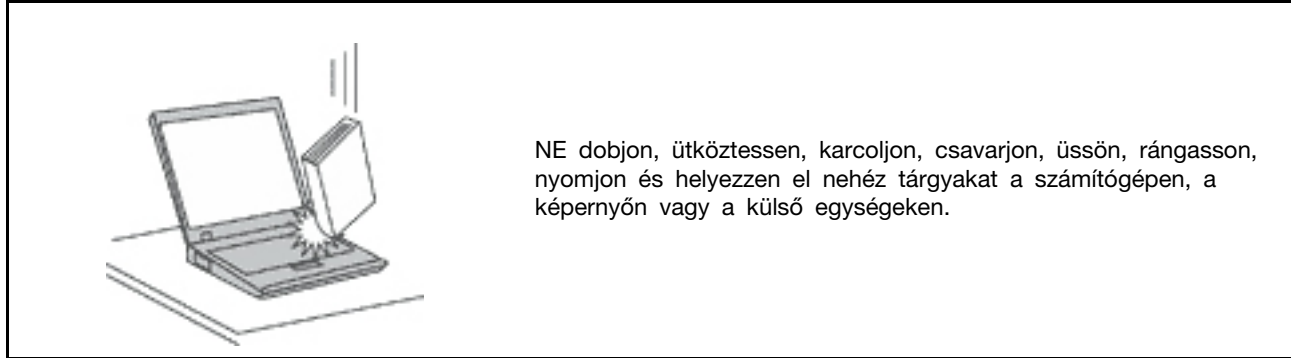 NE dobjon, ütköztessen, karcoljon, csavarjon, üssön, rángasson,
nyomjon és helyezzen el nehéz tárgyakat a számítógépen, a
képernyőn vagy a külső egységeken.